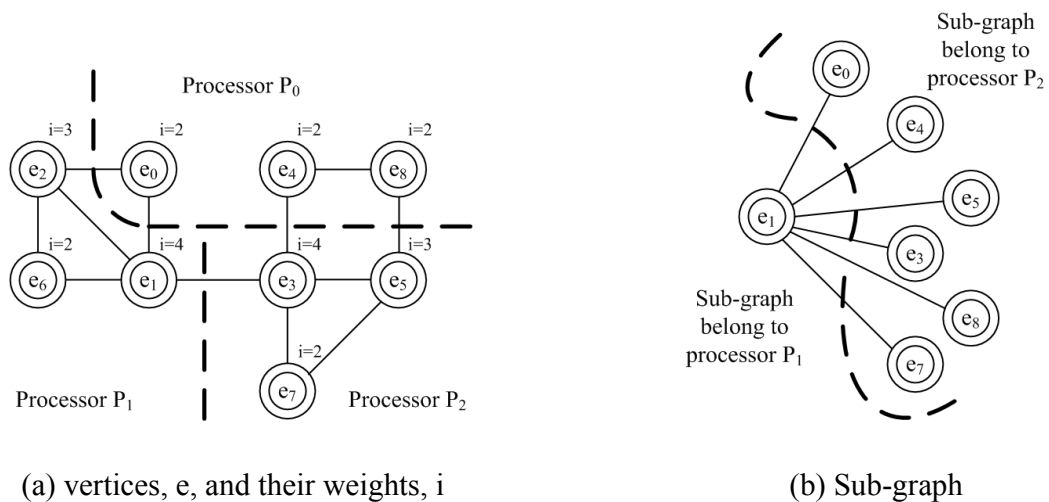 Processor P₀
i=3
i=2
i=2
i=2
e₂
e₀
e₄
e₈
i=2
i=4
i=4
i=3
e₆
e₁
e₃
e₅
i=2
e₇
Processor P₁
Processor P₂
(a) vertices, e, and their weights, i
Sub-graph
belong to
processor P₂
e₀
e₄
e₅
e₁
e₃
e₈
Sub-graph
belong to
processor P₁
e₇
(b) Sub-graph